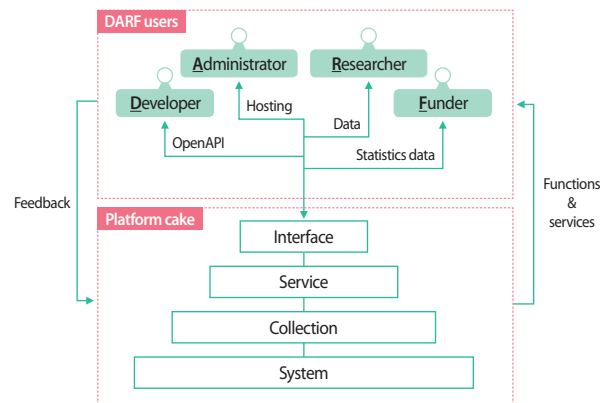 DARF users
Administrator
Researcher
Developer
Funder
Hosting
Data
OpenAPI
Statistics data
Feedback
Functions
&
services
Platform cake
Interface
Service
Collection
System